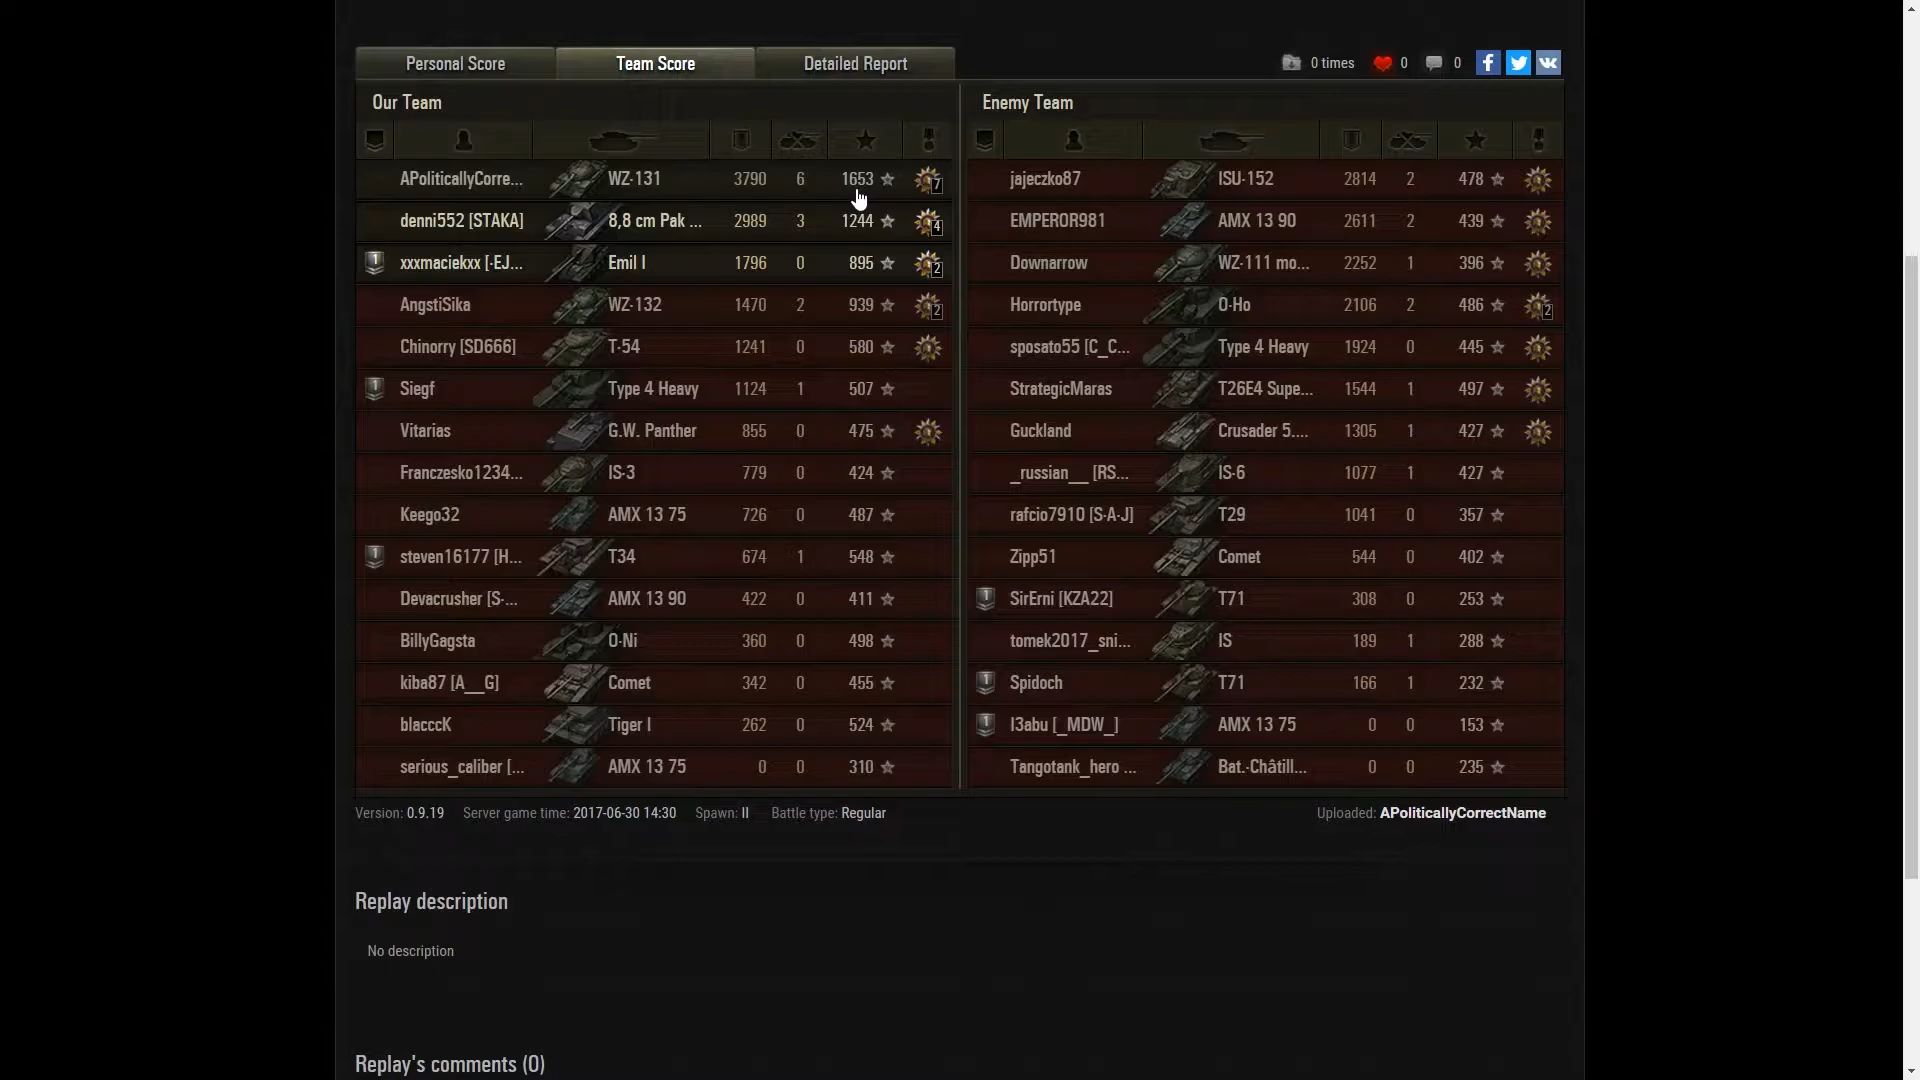 Personal Score Team Score Detailed Report 0 times 0 0
Our Team Enemy Team
APoliticallyCorre... WZ-131 3790 6 1653 7 jajeczko87 ISU-152 2814 2 478
denni552 [STAKA] 8,8 cm Pak ... 2989 3 1244 4 EMPEROR981 AMX 13 90 2611 2 439
1 xxxmaciekxx [-EJ... Emil I 1796 0 895 2 Downarrow WZ-111 mo... 2252 1 396
AngstiSika WZ-132 1470 2 939 2 Horrortype O-Ho 2106 2 486 2
Chinorry [SD666] T-54 1241 0 580 sposato55 [C_C... Type 4 Heavy 1924 0 445
1 Siegf Type 4 Heavy 1124 1 507 StrategicMaras T26E4 Supe... 1544 1 497
Vitarias G.W. Panther 855 0 475 Guckland Crusader 5.... 1305 1 427
Franczesko1234... IS-3 779 0 424 _russian__ [RS... IS-6 1077 1 427
Keego32 AMX 13 75 726 0 487 rafcio7910 [S-A-J] T29 1041 0 357
1 steven16177 [H... T34 674 1 548 Zipp51 Comet 544 0 402
Devacrusher [S-... AMX 13 90 422 0 411 1 SirErni [KZA22] T71 308 0 253
BillyGagsta O-Ni 360 0 498 tomek2017_sni... IS 189 1 288
kiba87 [A__G] Comet 342 0 455 1 Spidoch T71 166 1 232
blacccK Tiger I 262 0 524 1 l3abu [_MDW_] AMX 13 75 0 0 153
serious_caliber [... AMX 13 75 0 0 310 Tangotank_hero ... Bat.-Châtill... 0 0 235
Version: 0.9.19 Server game time: 2017-06-30 14:30 Spawn: II Battle type: Regular Uploaded: APoliticallyCorrectName
Replay description
No description
Replay's comments (0)